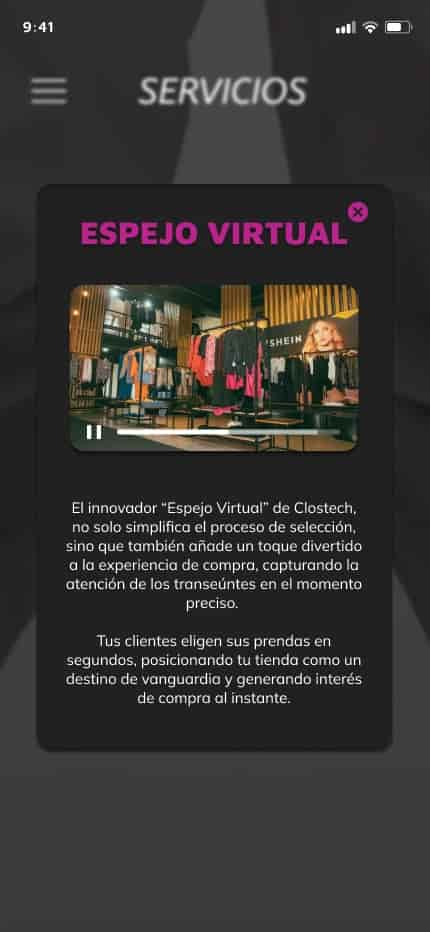 9:41
SERVICIOS
ESPEJO VIRTUAL
SHEIN
El innovador “Espejo Virtual” de Clostech,
no solo simplifica el proceso de selección,
sino que también añade un toque divertido
a la experiencia de compra, capturando la
atención de los transeúntes en el momento
preciso.
Tus clientes eligen sus prendas en
segundos, posicionando tu tienda como un
destino de vanguardia y generando interés
de compra al instante.